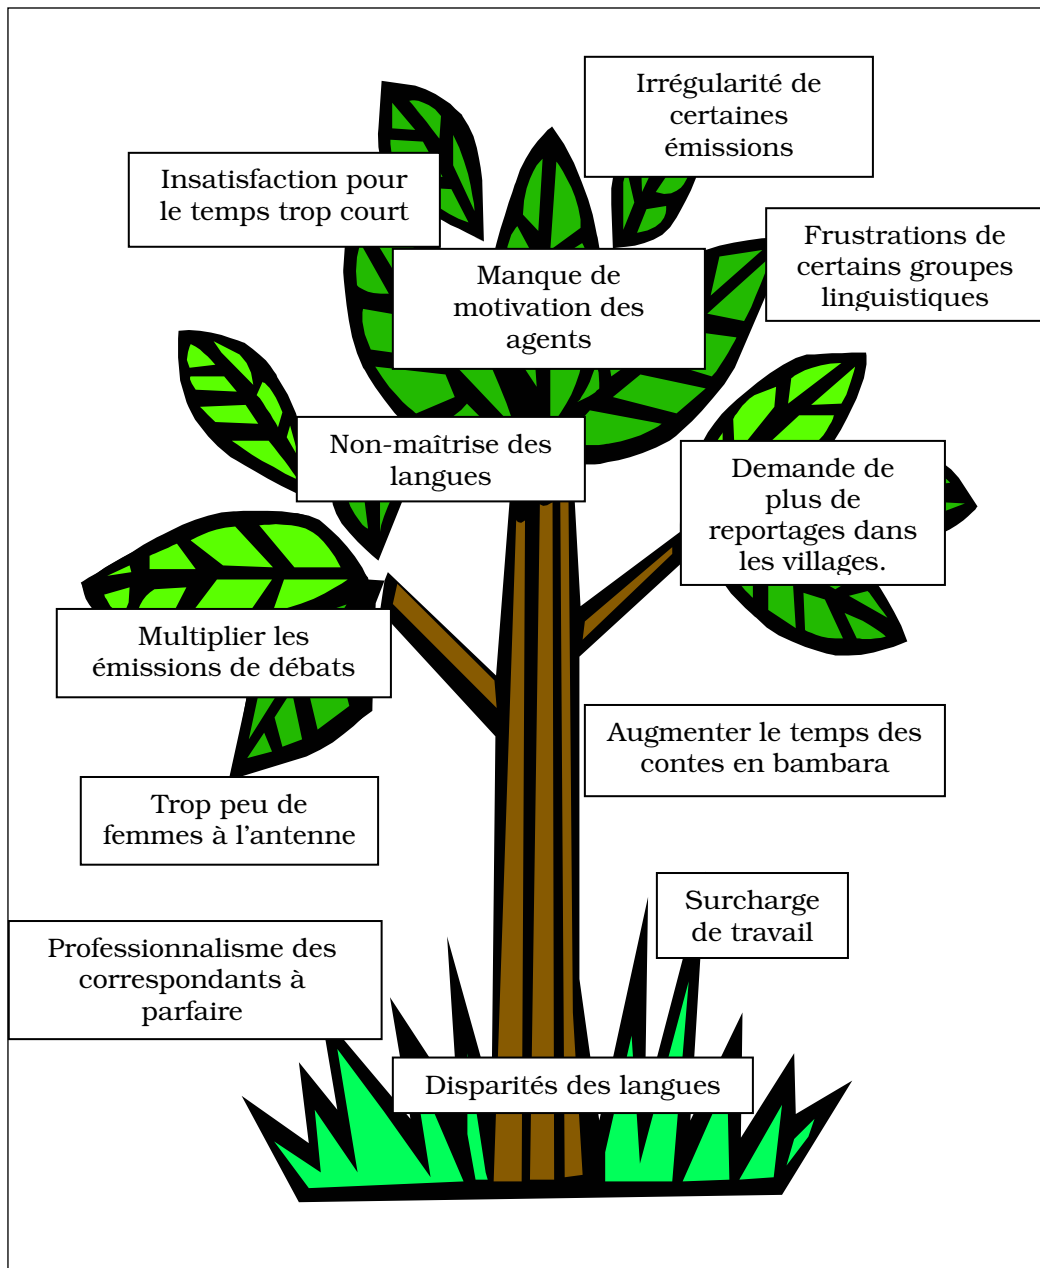 Irrégularité de
certaines
émissions
Insatisfaction pour
le temps trop court
Frustrations de
certains groupes
linguistiques
Manque de
motivation des
agents
Non-maîtrise des
langues
Demande de
plus de
reportages dans
les villages.
Multiplier les
émissions de débats
Augmenter le temps des
contes en bambara
Trop peu de
femmes à l'antenne
Surcharge
de travail
Professionnalisme des
correspondants à
parfaire
Disparités des langues